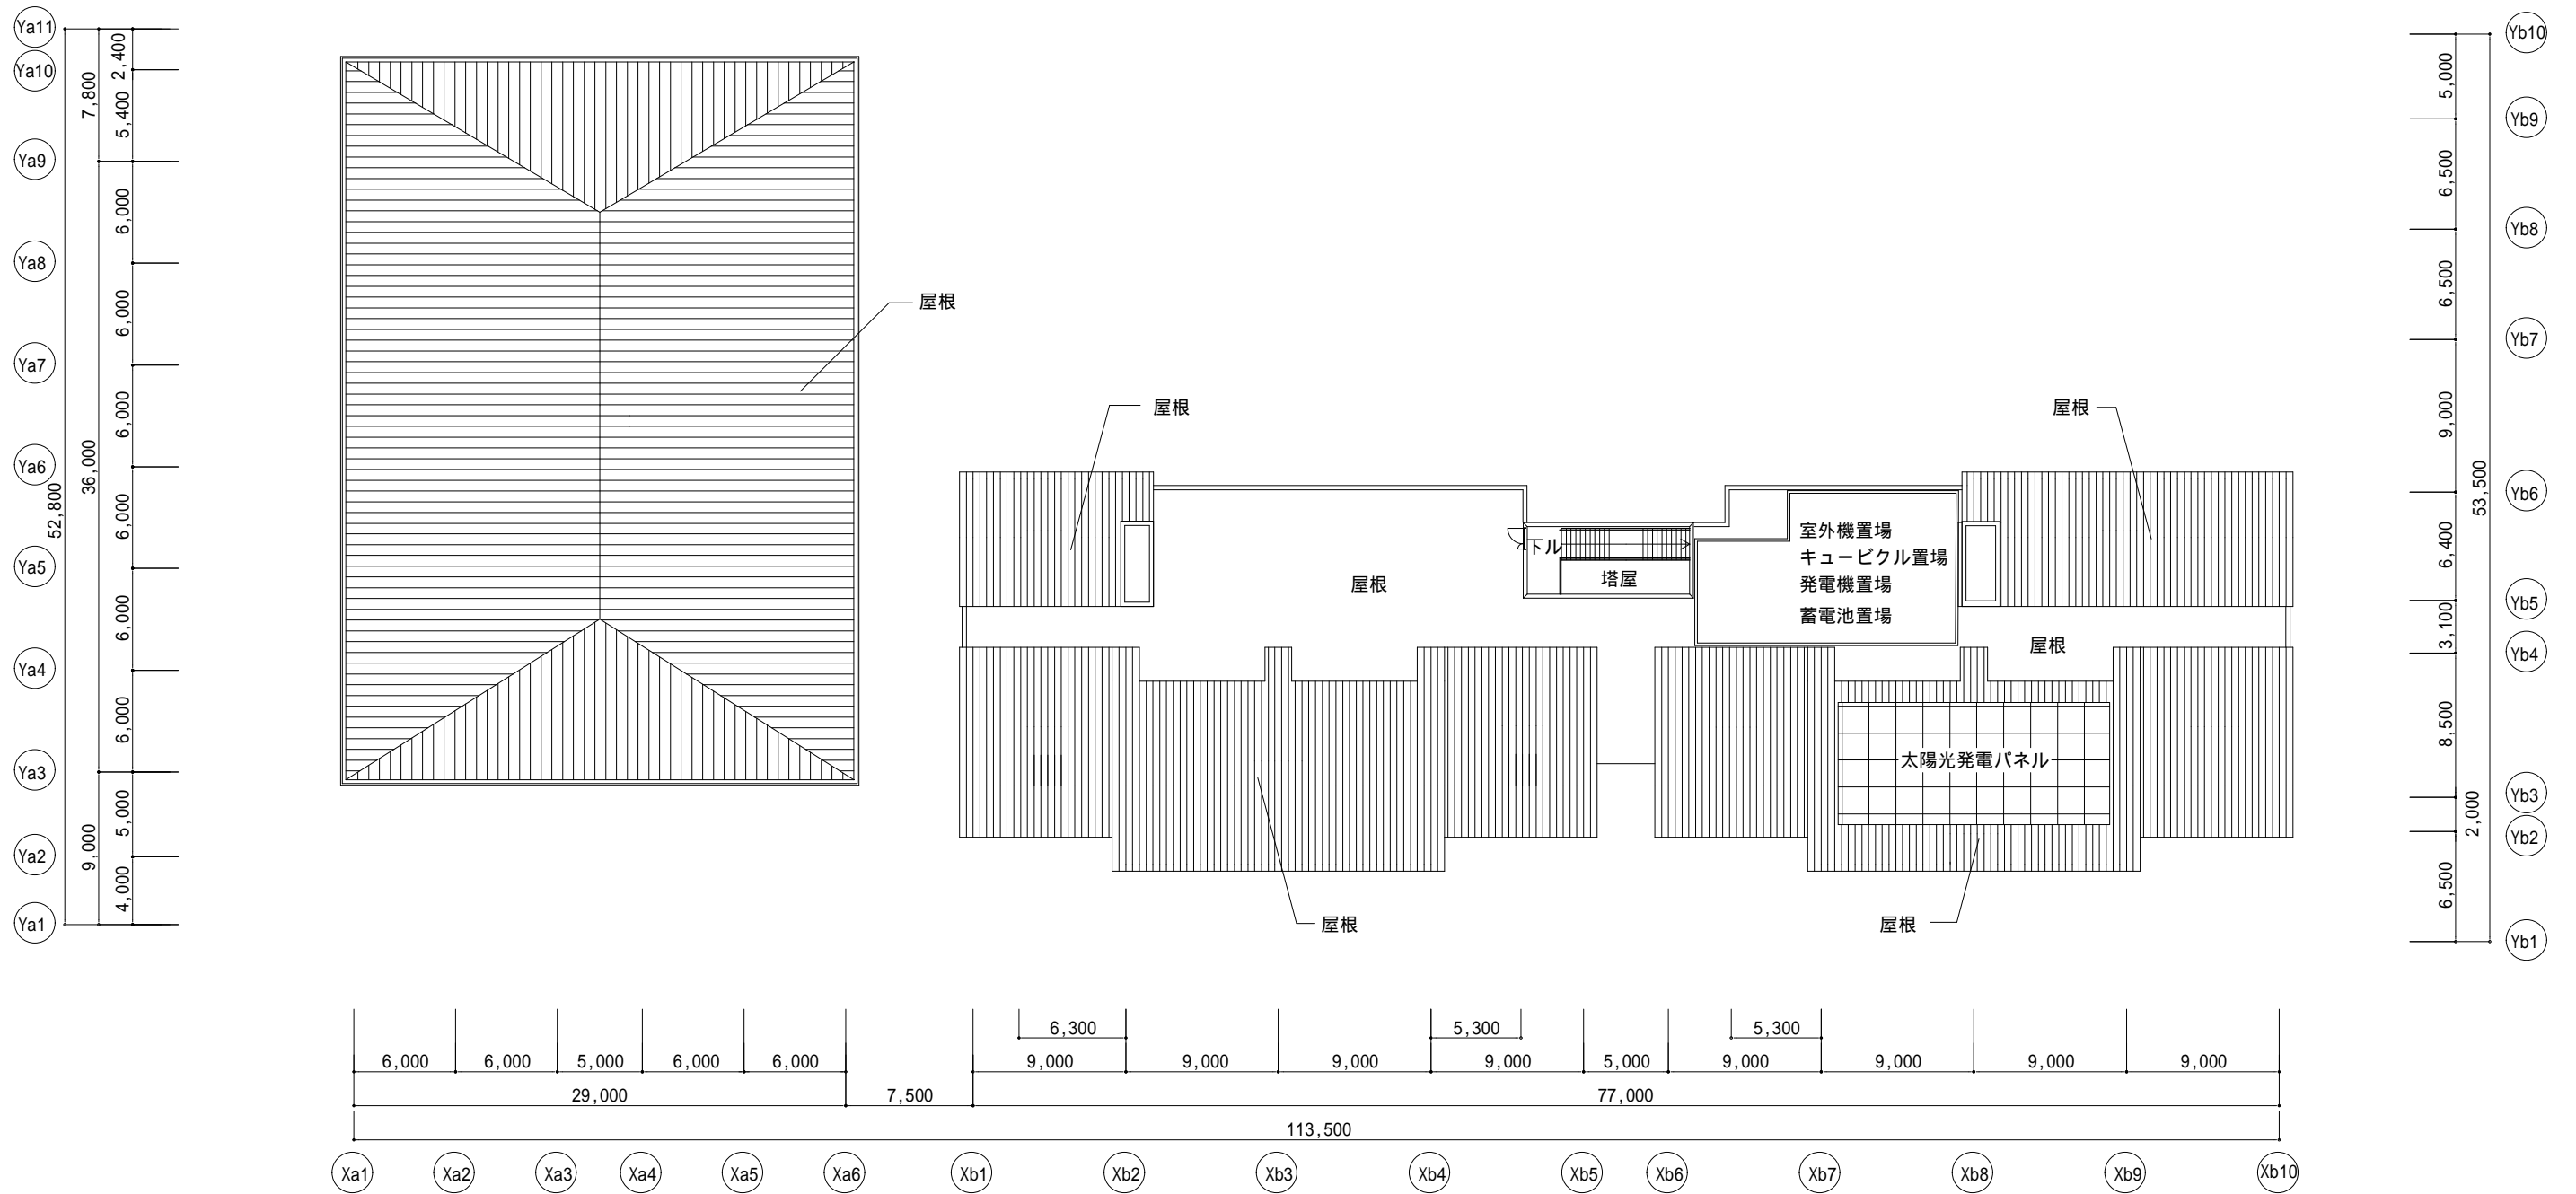 Ya11
Ya10
Ya9
Ya8
Ya7
Ya6
Ya5
Ya4
Ya3
Ya2
Ya1
52,800
7,800
36,000
9,000
2,400
5,400
6,000
6,000
6,000
6,000
6,000
6,000
5,000
4,000
屋根
屋根
屋根
屋根
下ル
塔屋
室外機置場
キュービクル置場
発電機置場
蓄電池置場
屋根
太陽光発電パネル
屋根
屋根
Yb10
Yb9
Yb8
Yb7
Yb6
Yb5
Yb4
Yb3
Yb2
Yb1
5,000
6,500
6,500
9,000
6,400
3,100
8,500
2,000
6,500
53,500
6,300
5,300
5,300
6,000
6,000
5,000
6,000
6,000
9,000
9,000
9,000
9,000
5,000
9,000
9,000
9,000
9,000
29,000
7,500
77,000
113,500
Xa1
Xa2
Xa3
Xa4
Xa5
Xa6
Xb1
Xb2
Xb3
Xb4
Xb5
Xb6
Xb7
Xb8
Xb9
Xb10